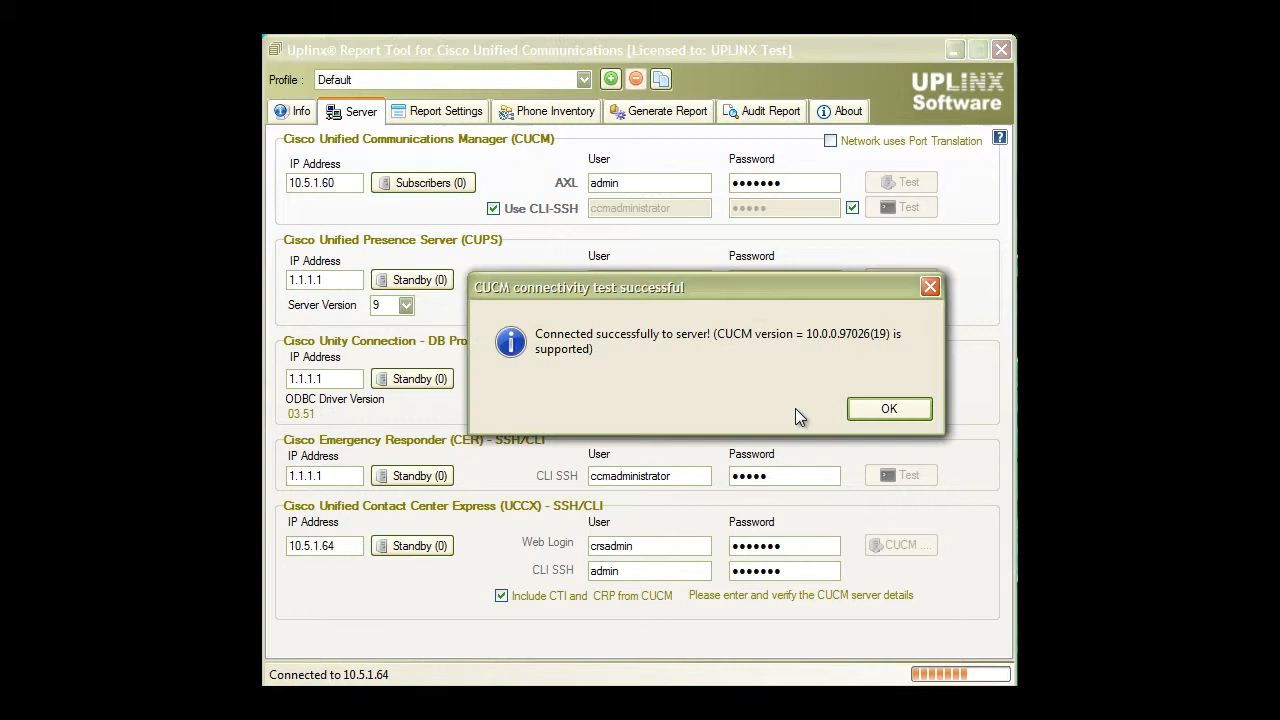 Uplinx® Report Tool for Cisco Unified Communications [Licensed to: UPLINX Test]
Profile : Default
UPLINX
Software
Info Server Report Settings Phone Inventory Generate Report Audit Report About
Cisco Unified Communications Manager (CUCM)
Network uses Port Translation ?
IP Address User Password
10.5.1.60 Subscribers (0) AXL admin Test
Use CLI-SSH ccmadministrator Test
Cisco Unified Presence Server (CUPS)
IP Address User Password
1.1.1.1 Standby (0)
Server Version 9
CUCM connectivity test successful
Connected successfully to server! (CUCM version = 10.0.0.97026(19) is
supported)
OK
Cisco Unity Connection - DB Pro
IP Address
1.1.1.1 Standby (0)
ODBC Driver Version
03.51
Cisco Emergency Responder (CER) - SSH/CLI
IP Address User Password
1.1.1.1 Standby (0) CLI SSH ccmadministrator Test
Cisco Unified Contact Center Express (UCCX) - SSH/CLI
IP Address User Password
10.5.1.64 Standby (0) Web Login crsadmin CUCM ....
CLI SSH admin
Include CTI and CRP from CUCM Please enter and verify the CUCM server details
Connected to 10.5.1.64